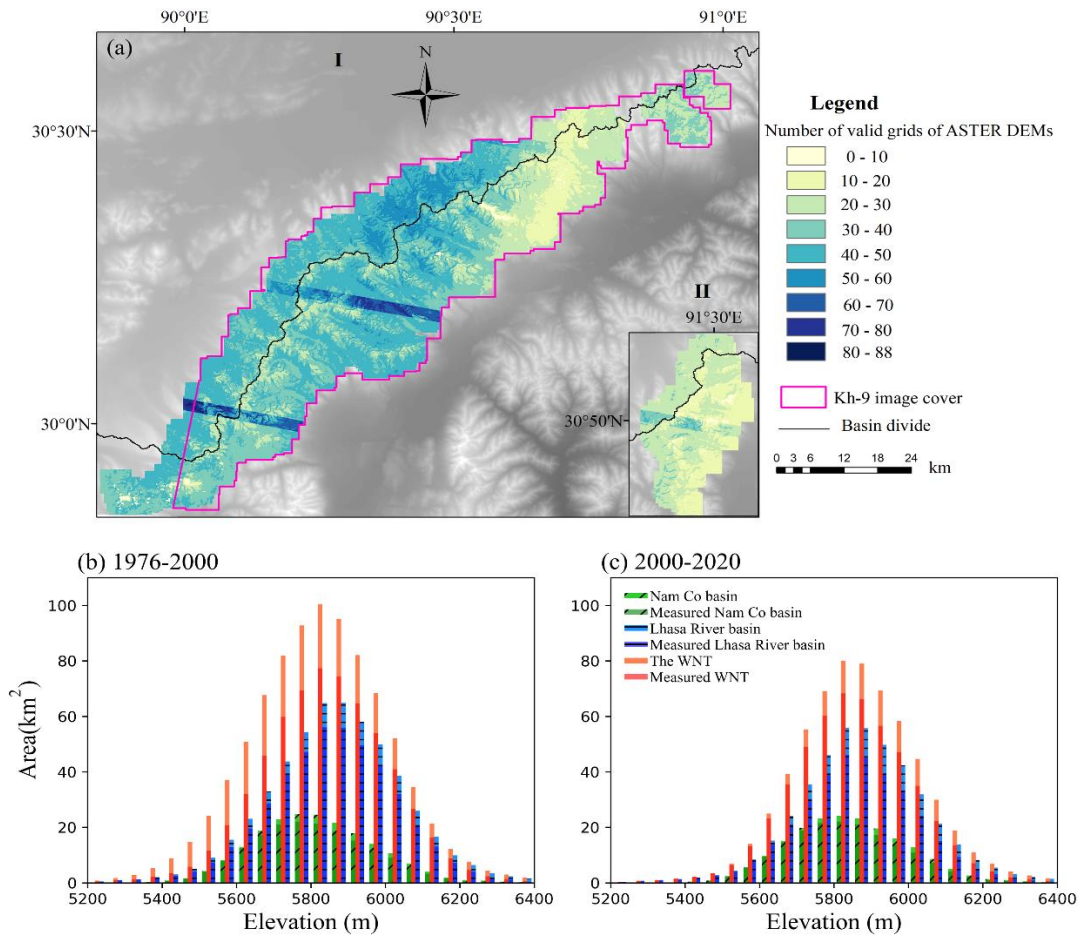 90°0'E 90°30'E 91°0'E
(a)
I
N
30°30'N
30°0'N
II
91°30'E
30°50'N
Legend
Number of valid grids of ASTER DEMs
0 - 10
10 - 20
20 - 30
30 - 40
40 - 50
50 - 60
60 - 70
70 - 80
80 - 88
Kh-9 image cover
Basin divide
0 3 6 12 18 24
km
(b) 1976-2000
Area(km²)
100
80
60
40
20
0
5200 5600 5800 6000 6200 6400
Elevation (m)
(c) 2000-2020
Nam Co basin
Measured Nam Co basin
Lhasa River basin
Measured Lhasa River basin
The WNT
Measured WNT
100
80
60
40
20
0
5200 5400 5600 5800 6000 6200 6400
Elevation (m)